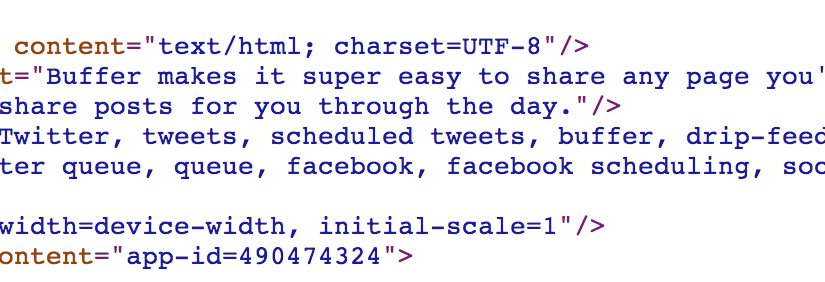 content="text/html; charset=UTF-8"/>
t="Buffer makes it super easy to share any page you'
share posts for you through the day."/>
Twitter, tweets, scheduled tweets, buffer, drip-feed
ter queue, queue, facebook, facebook scheduling, soc
width=device-width, initial-scale=1"/>
ontent="app-id=490474324">